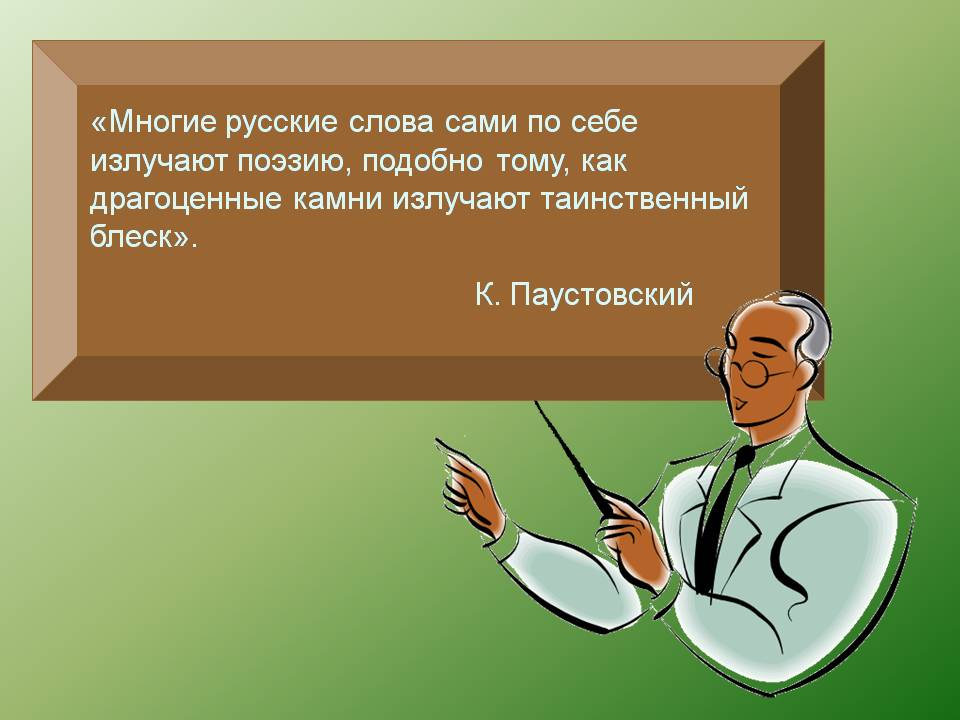 «Многие русские слова сами по себе
излучают поэзию, подобно тому, как
драгоценные камни излучают таинственный
блеск».
К. Паустовский